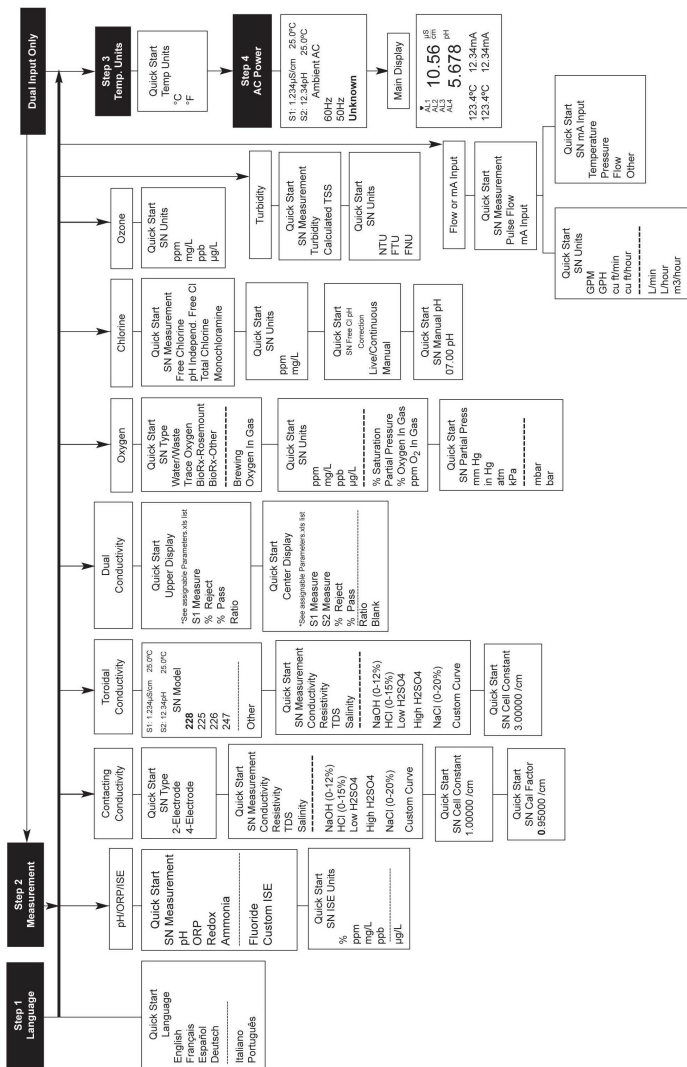 Step 1
Language
Quick Start
Language
English
Français
Español
Deutsch
Italiano
Português
Step 2
Measurement
pH/ORP/ISE
Quick Start
SN Measurement
pH
ORP
Redox
Ammonia
Fluoride
Custom ISE
Quick Start
SN ISE Units
%
ppm
mg/L
ppb
µg/L
Contacting
Conductivity
Quick Start
SN Type
2-Electrode
4-Electrode
Quick Start
SN Measurement
Conductivity
Resistivity
TDS
Salinity
NaOH (0-12%)
HCl (0-15%)
Low H2SO4
High H2SO4
NaCl (0-20%)
Custom Curve
Quick Start
SN Cell Constant
1.00000 /cm
Quick Start
SN Cal Factor
0.95000 /cm
Toroidal
Conductivity
S1: 1.234µS/cm 25.0ºC
S2: 12.34pH 25.0ºC
SN Model
228
225
226
247
Other
Quick Start
SN Measurement
Conductivity
Resistivity
TDS
Salinity
NaOH (0-12%)
HCl (0-15%)
Low H2SO4
High H2SO4
NaCl (0-20%)
Custom Curve
Quick Start
SN Cell Constant
3.00000 /cm
Dual
Conductivity
Quick Start
Upper Display
*See assignable Parameters.xls list
S1 Measure
% Reject
% Pass
Ratio
Quick Start
Center Display
*See assignable Parameters.xls list
S1 Measure
S2 Measure
% Reject
% Pass
Ratio
Blank
Oxygen
Quick Start
SN Type
Water/Waste
Trace Oxygen
BioRx-Rosemount
BioRx-Other
Brewing
Oxygen In Gas
Quick Start
SN Units
ppm
mg/L
ppb
µg/L
% Saturation
Partial Pressure
% Oxygen In Gas
ppm O2 In Gas
Quick Start
SN Partial Press
mm Hg
in Hg
atm
kPa
mbar
bar
Chlorine
Quick Start
SN Measurement
Free Chlorine
pH Independ. Free Cl
Total Chlorine
Monochloramine
Quick Start
SN Units
ppm
mg/L
Quick Start
SN Free Cl pH
Correction
Live/Continuous
Manual
Quick Start
SN Manual pH
07.00 pH
Ozone
Quick Start
SN Units
ppm
mg/L
ppb
µg/L
Turbidity
Quick Start
SN Measurement
Turbidity
Calculated TSS
Quick Start
SN Units
NTU
FTU
FNU
Flow or mA Input
Quick Start
SN Measurement
Pulse Flow
mA Input
Quick Start
SN Units
GPM
GPH
cu ft/min
cu ft/hour
L/min
L/hour
m3/hour
Quick Start
SN mA Input
Temperature
Pressure
Flow
Other
Dual Input Only
Step 3
Temp. Units
Quick Start
Temp Units
°C
°F
Step 4
AC Power
S1: 1.234µS/cm 25.0ºC
S2: 12.34pH 25.0ºC
Ambient AC
60Hz
50Hz
Unknown
Main Display
AL1
AL2
AL3
AL4
10.56 µS
cm
5.678 pH
123.4ºC 12.34mA
123.4ºC 12.34mA